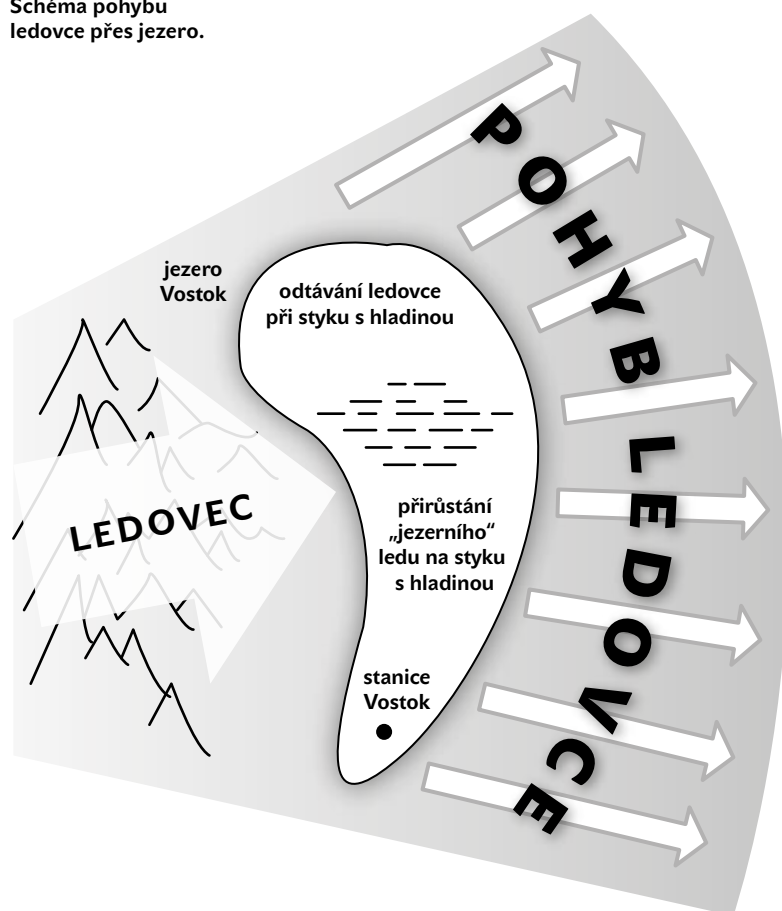 Schéma pohybu
ledovce přes jezero.
POHYB LEDOVCE
jezero
Vostok
odtávání ledovce
při styku s hladinou
LEDOVEC
přirůstání
„jezerního“
ledu na styku
s hladinou
stanice
Vostok